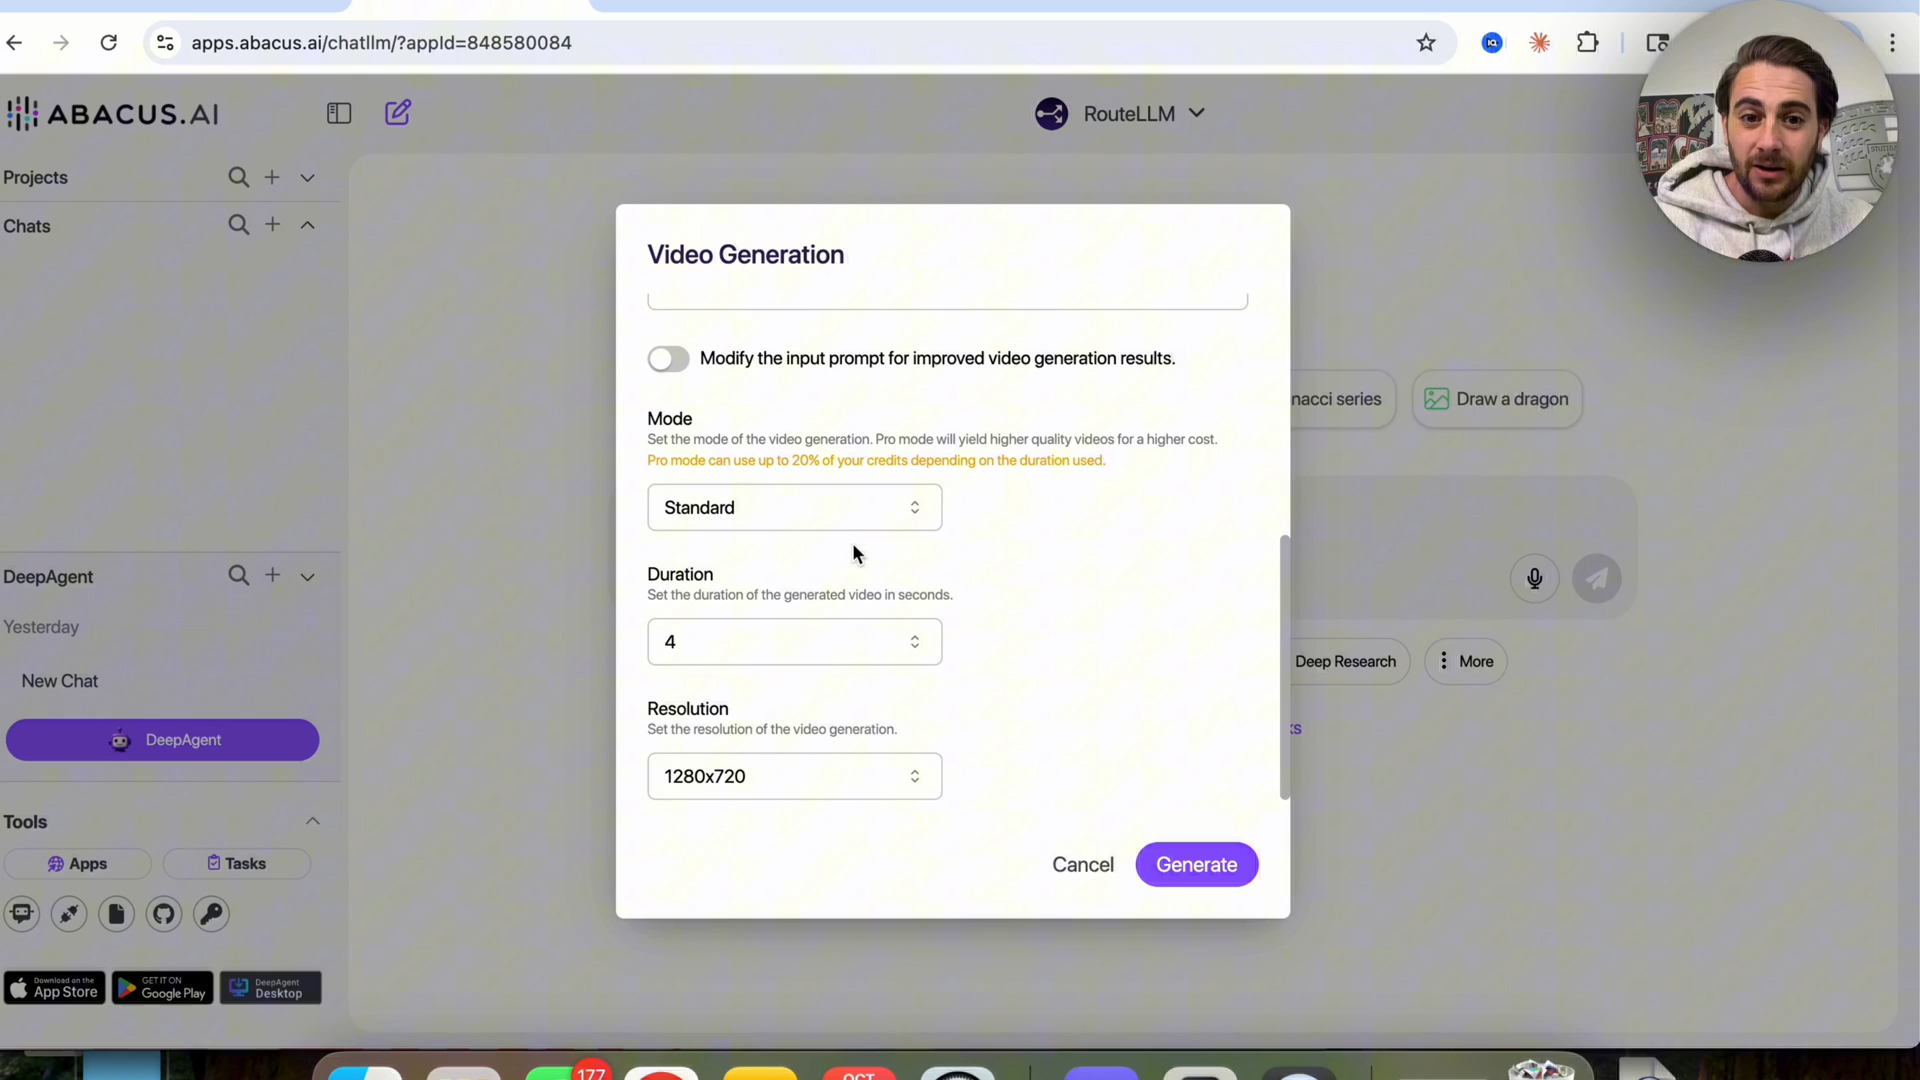 apps.abacus.ai/chatllm/?appId=848580084
ABACUS.AI
RouteLLM
Projects
Chats
DeepAgent
Yesterday
New Chat
DeepAgent
Tools
Apps
Tasks
Download on the
App Store
GET IT ON
Google Play
DeepAgent
Desktop
Video Generation
Modify the input prompt for improved video generation results.
Mode
Set the mode of the video generation. Pro mode will yield higher quality videos for a higher cost.
Pro mode can use up to 20% of your credits depending on the duration used.
Standard
Duration
Set the duration of the generated video in seconds.
4
Resolution
Set the resolution of the video generation.
1280x720
Cancel
Generate
nacci series
Draw a dragon
Deep Research
More
ks
177
OCT